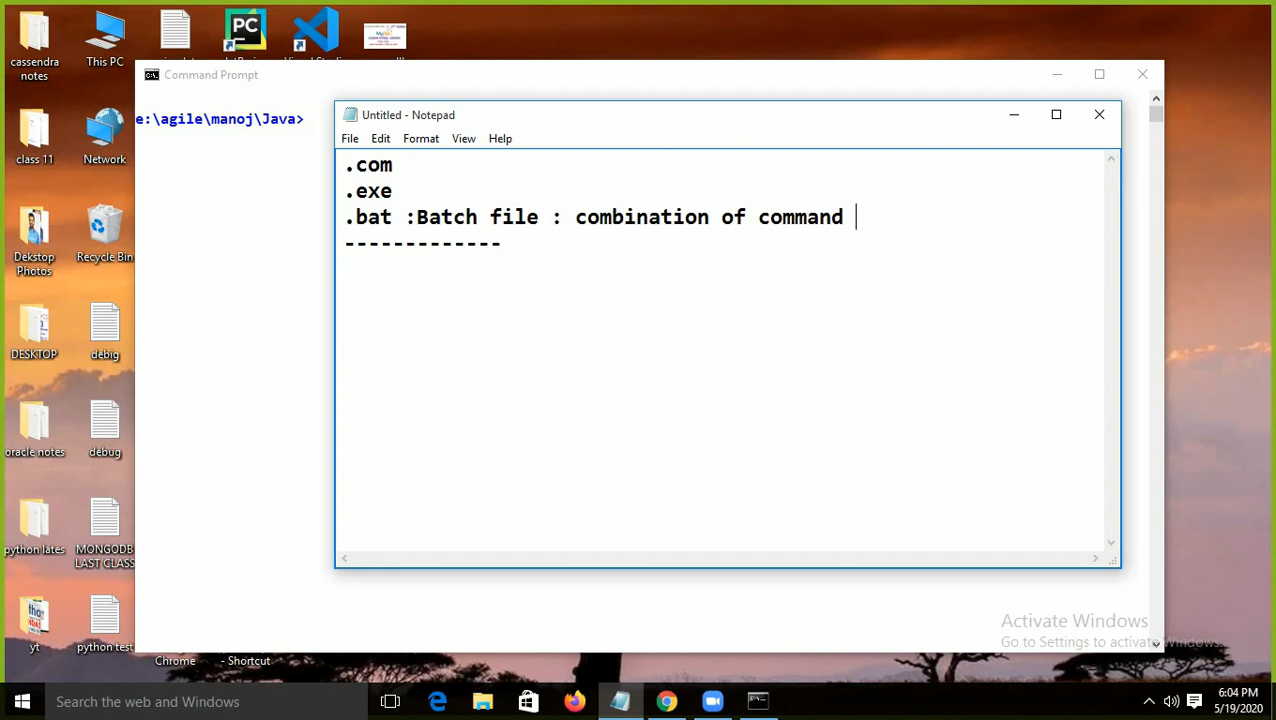 cassendra
notes
This PC
PC
Command Prompt
e:\agile\manoj\Java>
Untitled - Notepad
File Edit Format View Help
.com
.exe
.bat :Batch file : combination of command
-------------
class 11
Network
Dekstop
Photos
Recycle Bin
DESKTOP
debig
oracle notes
debug
python lates
MONGODB
LAST CLASS
yt
python test
Chrome
- Shortcut
Activate Windows
Go to Settings to activate Windows.
Search the web and Windows
6:04 PM
5/19/2020